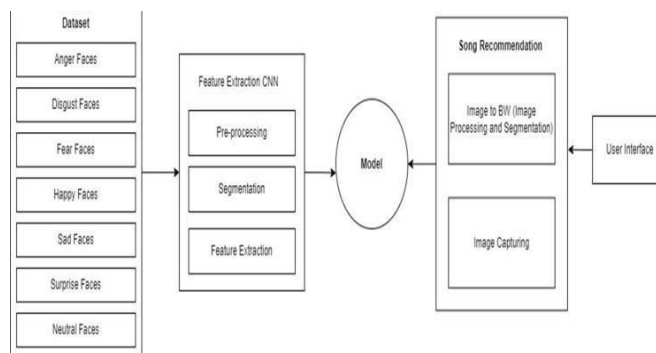 Dataset
Anger Faces
Disgust Faces
Fear Faces
Happy Faces
Sad Faces
Surprise Faces
Neutral Faces
Feature Extraction CNN
Pre-processing
Segmentation
Feature Extraction
Model
Song Recommendation
Image to BW (Image
Processing and Segmentation)
Image Capturing
User Interface